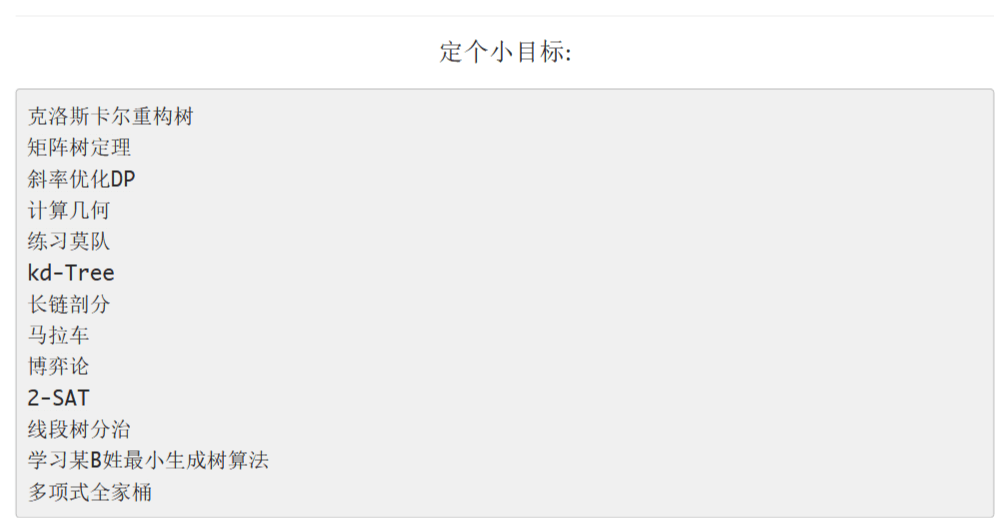 定个小目标:
克洛斯卡尔重构树
矩阵树定理
斜率优化DP
计算几何
练习莫队
kd-Tree
长链剖分
马拉车
博弈论
2-SAT
线段树分治
学习某B姓最小生成树算法
多项式全家桶